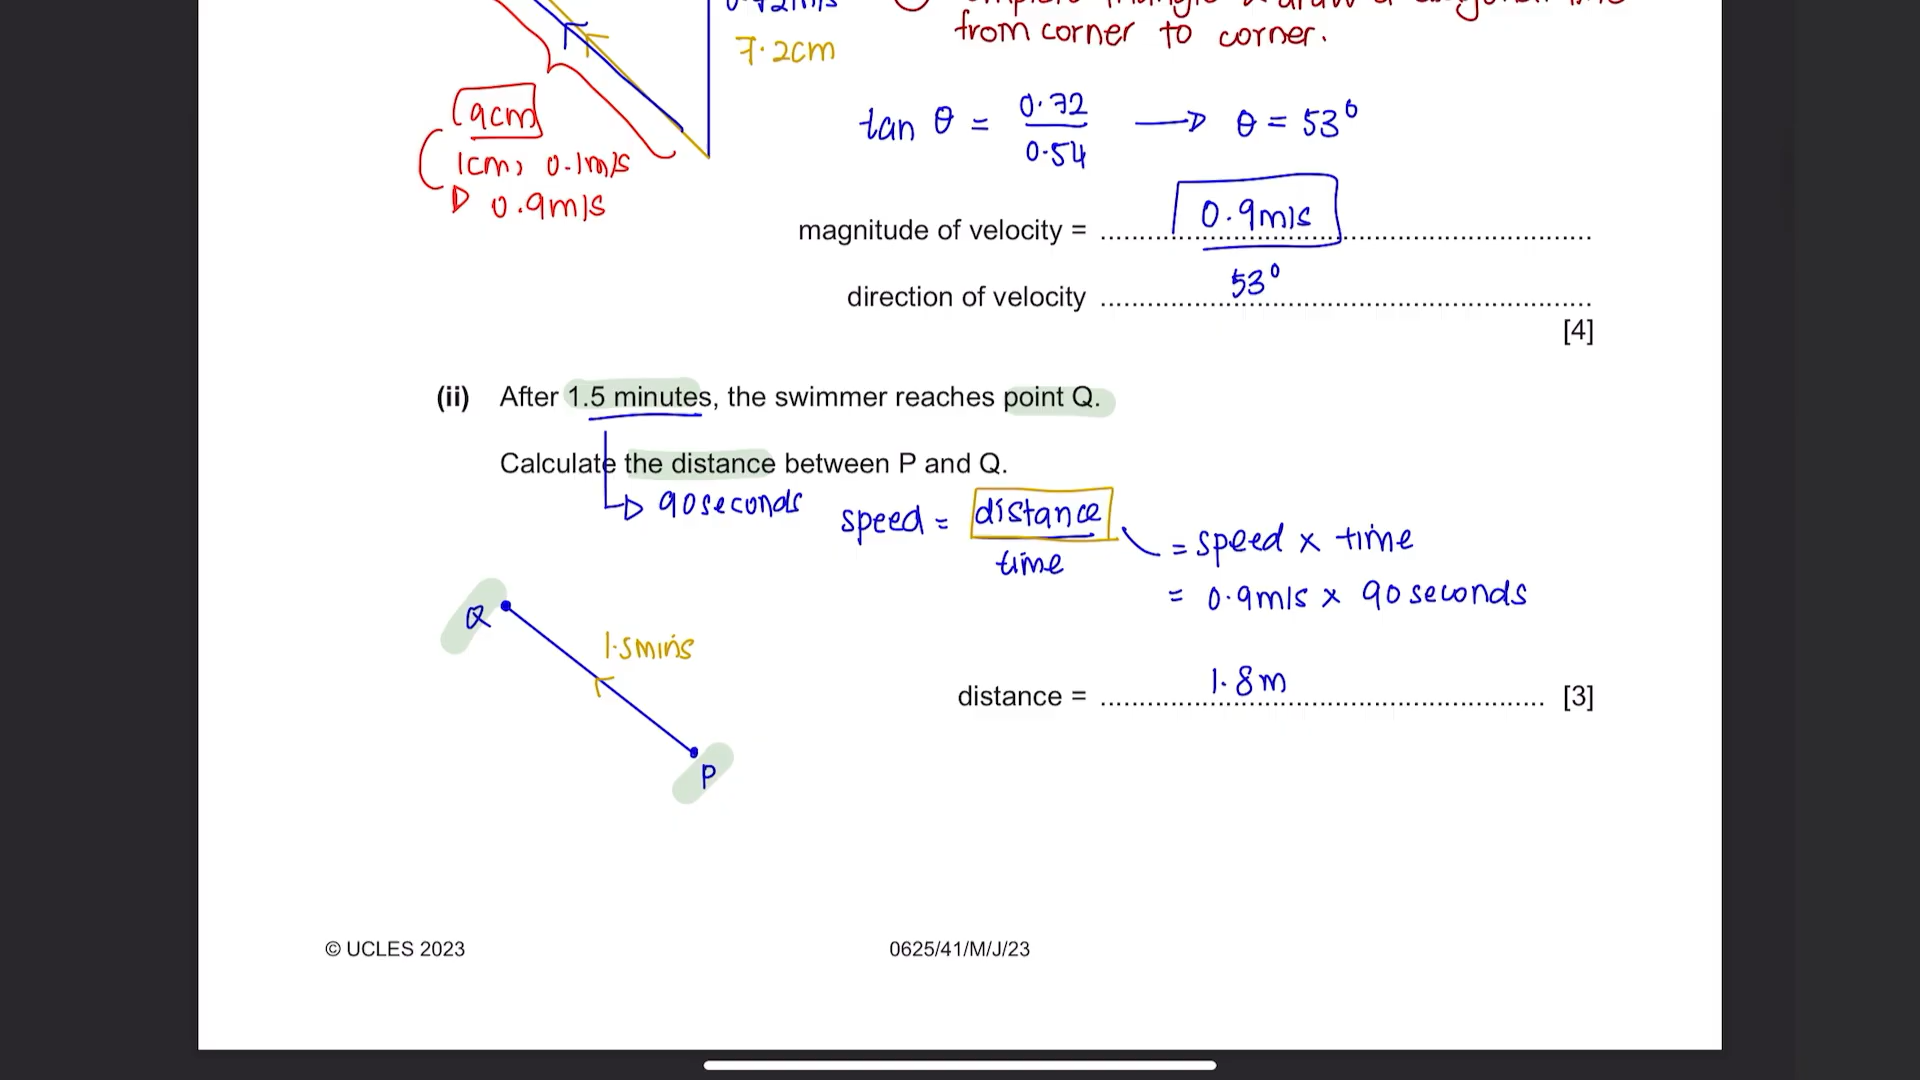 from corner to corner.
7.2cm
9cm
1cm, 0.1m/s
0.9m/s
tan θ = 0.72 / 0.54 → θ = 53°
magnitude of velocity = 0.9m/s
direction of velocity 53°
[4]
(ii) After 1.5 minutes, the swimmer reaches point Q.
Calculate the distance between P and Q.
90 seconds
speed = distance / time
= speed x time
= 0.9m/s x 90 seconds
Q
1.5mins
P
distance = 1.8m [3]
© UCLES 2023
0625/41/M/J/23